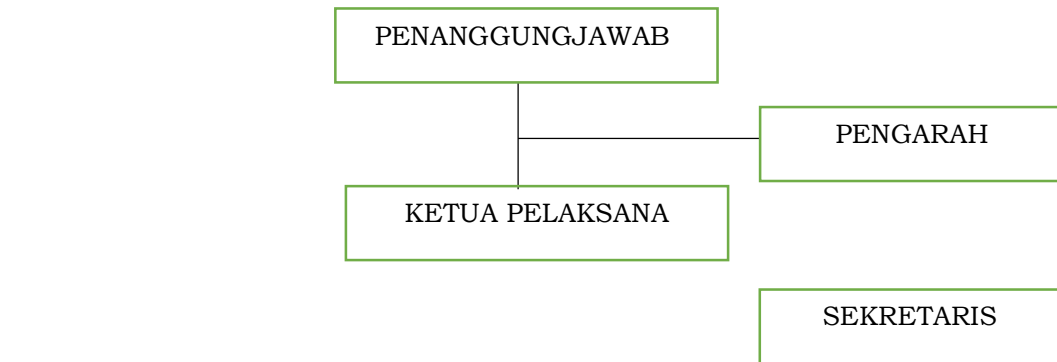 PENANGGUNGJAWAB
PENGARAH
KETUA PELAKSANA
SEKRETARIS